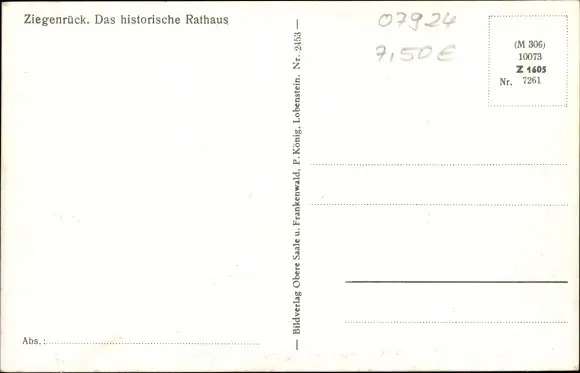 Ziegenrück. Das historische Rathaus
07924
7,50€
(M 306)
10073
Z 1605
Nr. 7261
— Bildverlag Obere Saale u. Frankenwald, P. König, Lobenstein. Nr. 2453 —
Abs.: